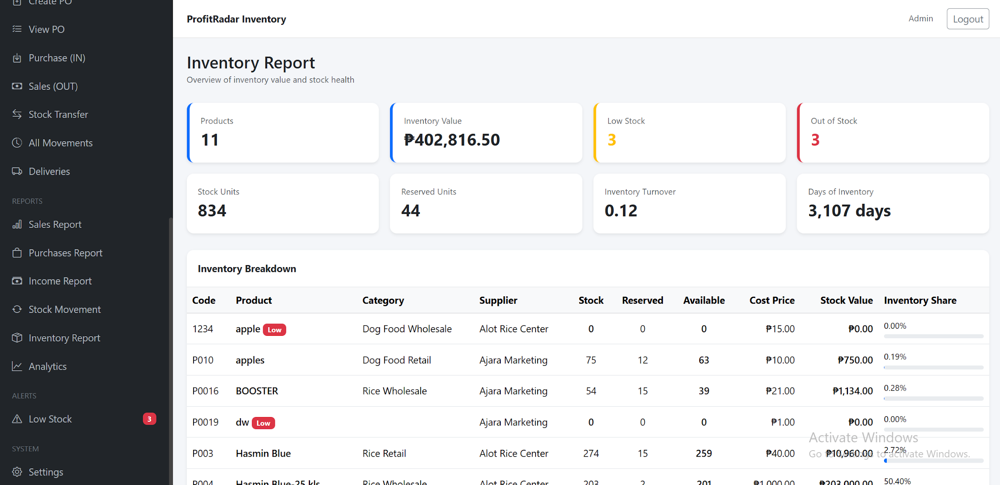 Create PO
View PO
Purchase (IN)
Sales (OUT)
Stock Transfer
All Movements
Deliveries
REPORTS
Sales Report
Purchases Report
Income Report
Stock Movement
Inventory Report
Analytics
ALERTS
Low Stock 3
SYSTEM
Settings
ProfitRadar Inventory Admin Logout
Inventory Report
Overview of inventory value and stock health
Products
11
Inventory Value
₱402,816.50
Low Stock
3
Out of Stock
3
Stock Units
834
Reserved Units
44
Inventory Turnover
0.12
Days of Inventory
3,107 days
Inventory Breakdown
Code Product Category Supplier Stock Reserved Available Cost Price Stock Value Inventory Share
1234 apple Low Dog Food Wholesale Alot Rice Center 0 0 0 ₱15.00 ₱0.00 0.00%
P010 apples Dog Food Retail Ajara Marketing 75 12 63 ₱10.00 ₱750.00 0.19%
P0016 BOOSTER Rice Wholesale Ajara Marketing 54 15 39 ₱21.00 ₱1,134.00 0.28%
P0019 dw Low Ajara Marketing 0 0 0 ₱1.00 ₱0.00 0.00%
P003 Hasmin Blue Rice Retail Alot Rice Center 274 15 259 ₱40.00 ₱10,960.00 2.72%
P004 Hasmin Blue-25 kls Rice Wholesale Alot Rice Center 203 2 201 ₱1,000.00 ₱203,000.00 50.40%
Activate Windows
Go to Settings to activate Windows.